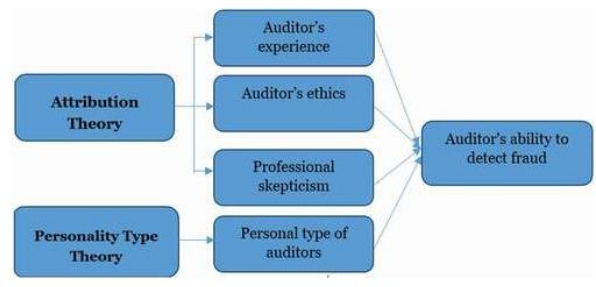 Auditor's
experience
Attribution
Theory
Auditor's ethics
Professional
skepticism
Auditor's ability to
detect fraud
Personality Type
Theory
Personal type of
auditors